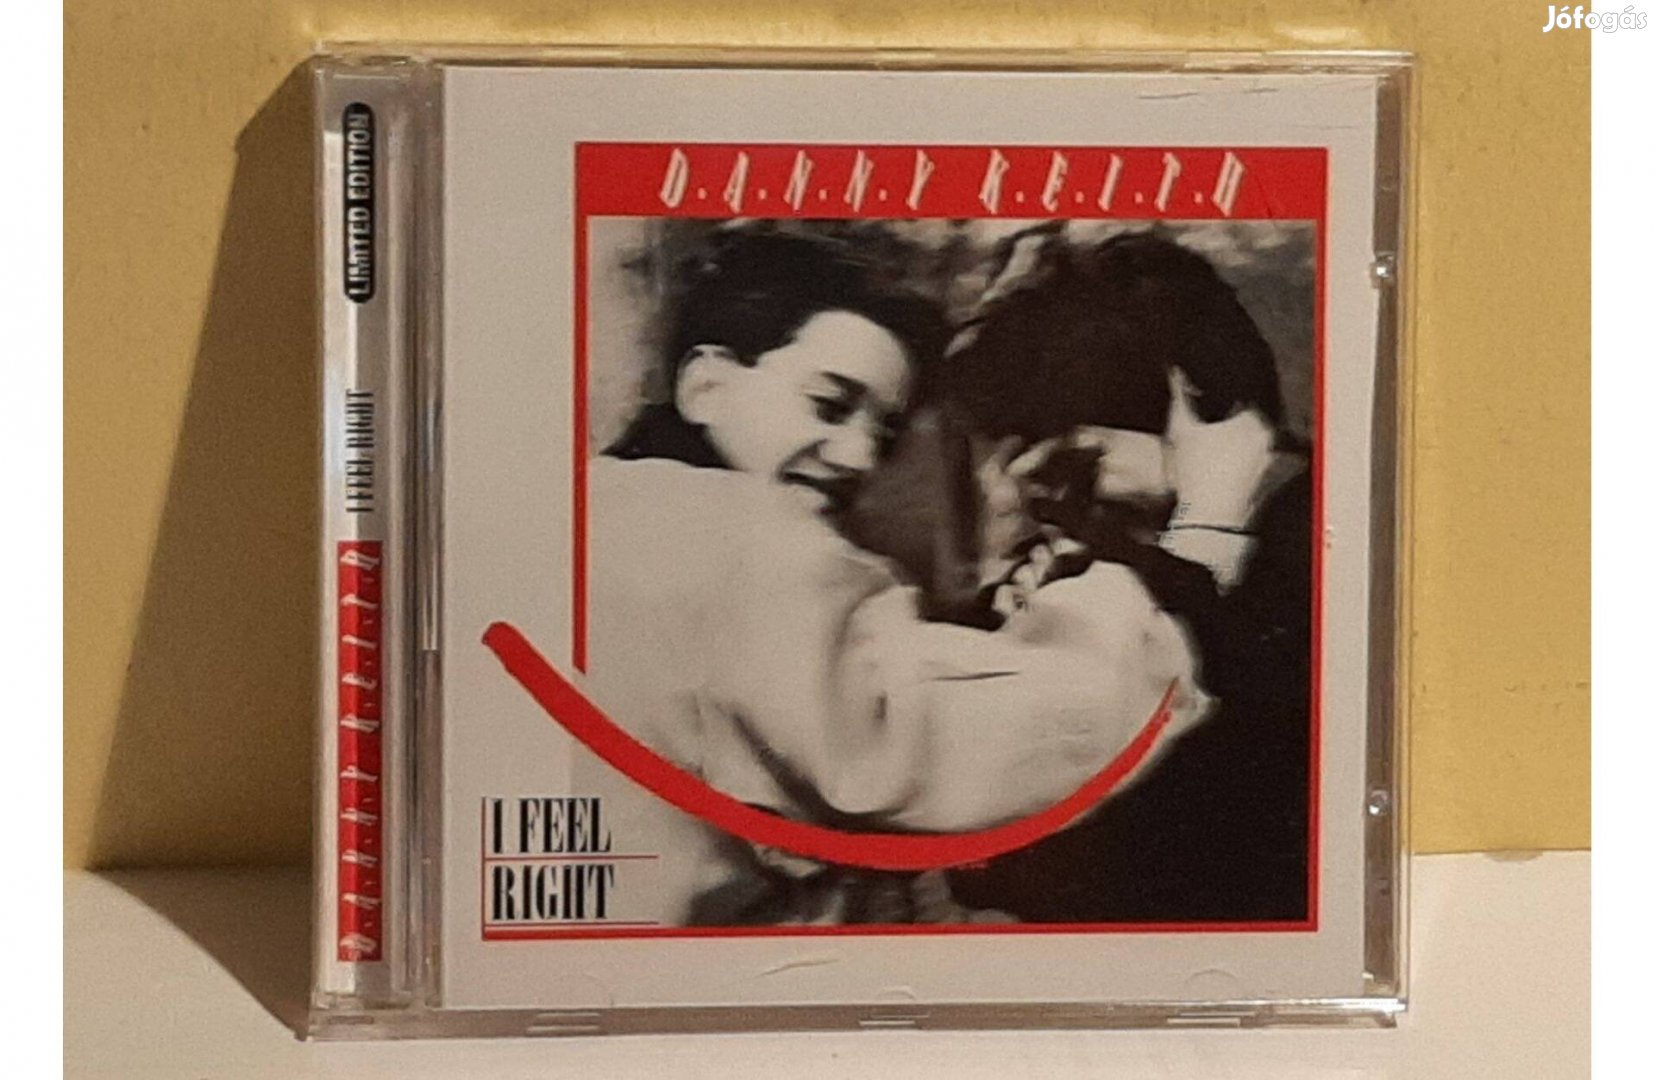 Jófogás
D.A.N.N.Y K.E.I.T.H
I FEEL
RIGHT
D.A.N.N.Y K.E.I.T.H I FEEL RIGHT LIMITED EDITION